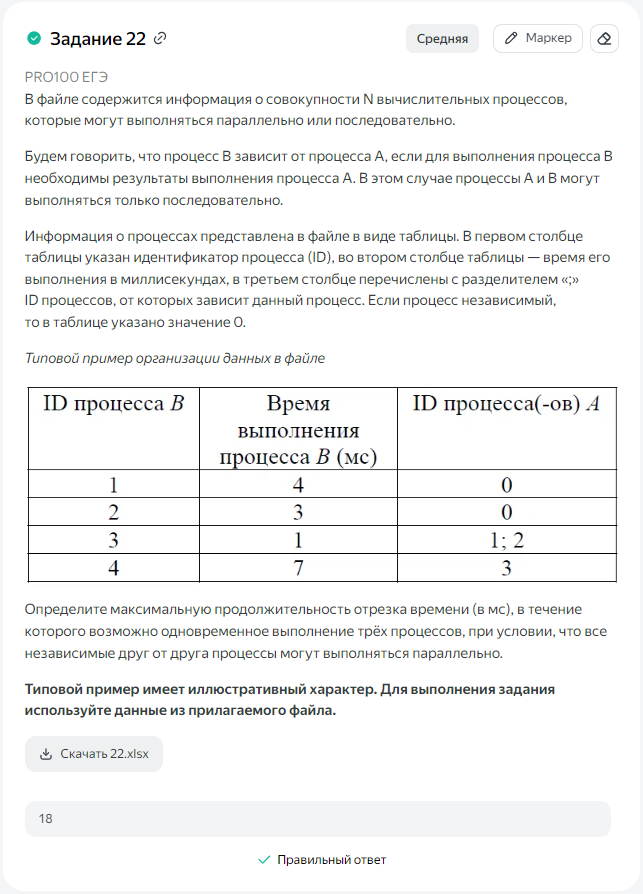 Задание 22
Средняя
Маркер
PRO100 ЕГЭ
В файле содержится информация о совокупности N вычислительных процессов,
которые могут выполняться параллельно или последовательно.
Будем говорить, что процесс B зависит от процесса A, если для выполнения процесса B
необходимы результаты выполнения процесса A. В этом случае процессы A и B могут
выполняться только последовательно.
Информация о процессах представлена в файле в виде таблицы. В первом столбце
таблицы указан идентификатор процесса (ID), во втором столбце таблицы — время его
выполнения в миллисекундах, в третьем столбце перечислены с разделителем «;»
ID процессов, от которых зависит данный процесс. Если процесс независимый,
то в таблице указано значение 0.
Типовой пример организации данных в файле
ID процесса B | Время выполнения процесса B (мс) | ID процесса(-ов) A
1 | 4 | 0
2 | 3 | 0
3 | 1 | 1; 2
4 | 7 | 3
Определите максимальную продолжительность отрезка времени (в мс), в течение
которого возможно одновременное выполнение трёх процессов, при условии, что все
независимые друг от друга процессы могут выполняться параллельно.
Типовой пример имеет иллюстративный характер. Для выполнения задания
используйте данные из прилагаемого файла.
Скачать 22.xlsx
18
Правильный ответ